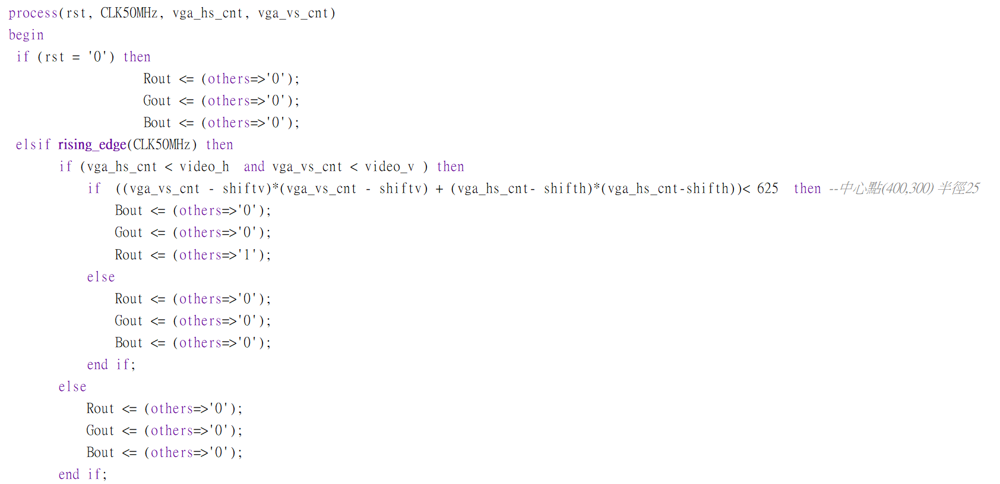 process(rst, CLK50MHz, vga_hs_cnt, vga_vs_cnt)
begin
if (rst = '0') then
Rout <= (others=>'0');
Gout <= (others=>'0');
Bout <= (others=>'0');
elsif rising_edge(CLK50MHz) then
if (vga_hs_cnt < video_h  and vga_vs_cnt < video_v ) then
if  ((vga_vs_cnt - shiftv)*(vga_vs_cnt - shiftv) + (vga_hs_cnt- shifth)*(vga_hs_cnt-shifth))< 625  then --中心點(400,300) 半徑25
Bout <= (others=>'0');
Gout <= (others=>'0');
Rout <= (others=>'1');
else
Rout <= (others=>'0');
Gout <= (others=>'0');
Bout <= (others=>'0');
end if;
else
Rout <= (others=>'0');
Gout <= (others=>'0');
Bout <= (others=>'0');
end if;